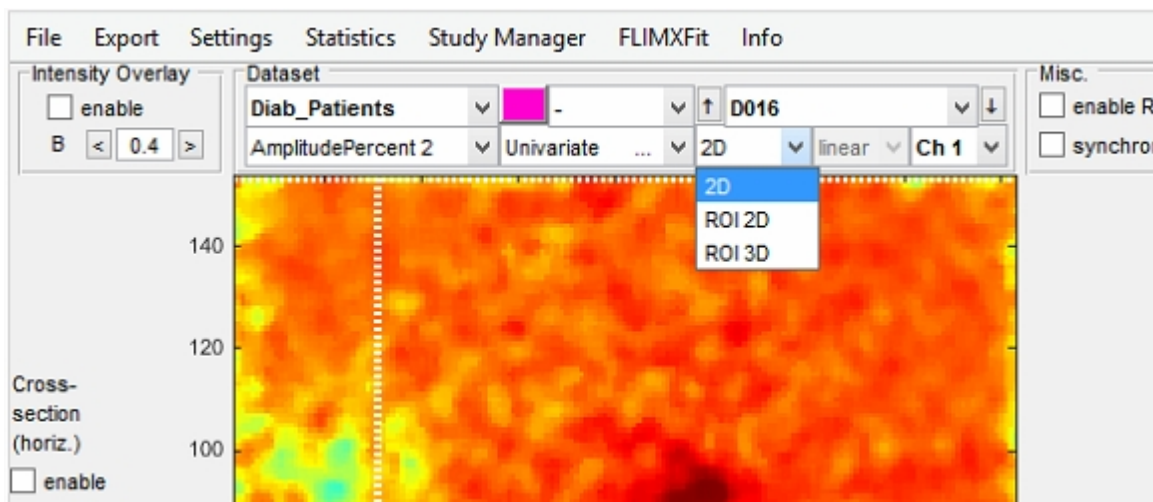 File Export Settings Statistics Study Manager FLIMXFit Info
Intensity Overlay
enable
B < 0.4 >
Dataset
Diab_Patients - ↑ D016 ↓
AmplitudePercent 2 Univariate ... 2D linear Ch 1
2D
ROI 2D
ROI 3D
Misc.
enable R
synchron
140
120
100
Cross-
section
(horiz.)
enable